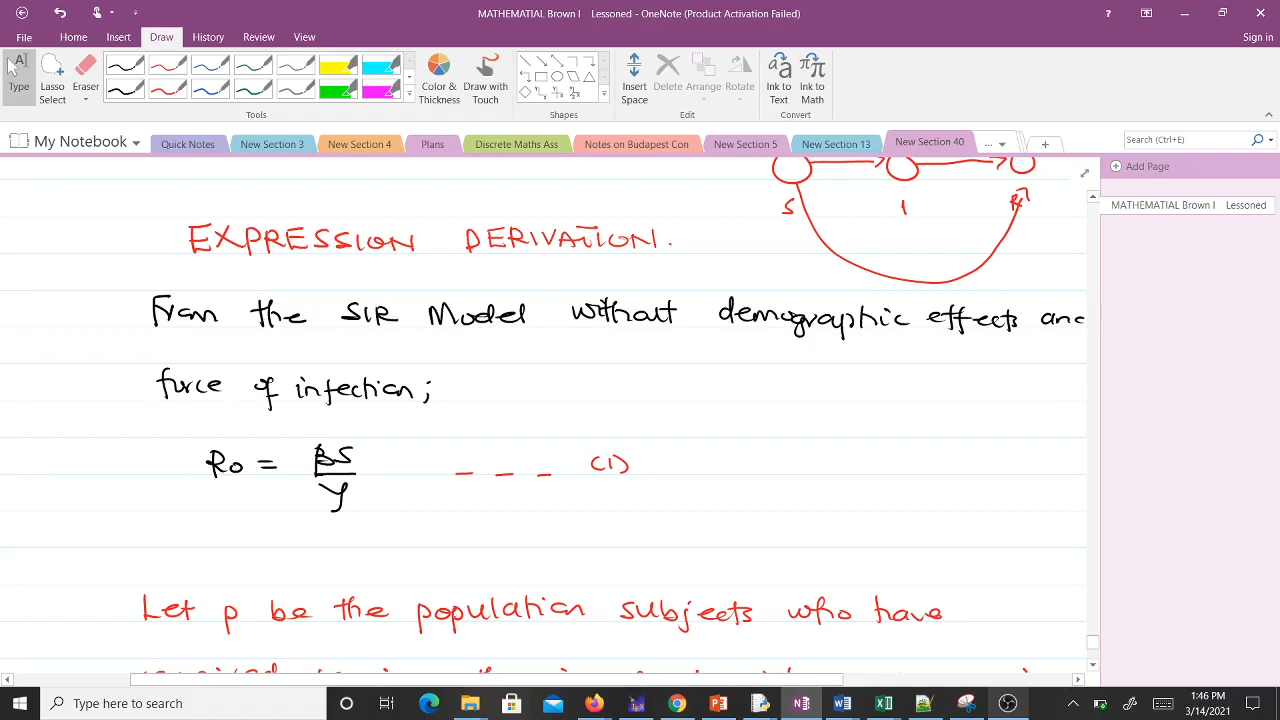 MATHEMATIAL Brown I Lessoned - OneNote (Product Activation Failed)
File Home Insert Draw History Review View
Sign in
Type Lasso Select Eraser
Color & Thickness Draw with Touch
Insert Space Delete Arrange Rotate
Ink to Text Ink to Math
Tools Shapes Edit Convert
My Notebook Quick Notes New Section 3 New Section 4 Plans Discrete Maths Ass Notes on Budapest Con New Section 5 New Section 13 New Section 40 ...
Search (Ctrl+E)
Add Page
MATHEMATIAL Brown I Lessoned
S I R
EXPRESSION DERIVATION.
From the SIR Model without demographic effects and
force of infection;
Ro = BS/γ _ _ _ (1)
Let p be the population subjects who have
Type here to search
1:46 PM
3/14/2021